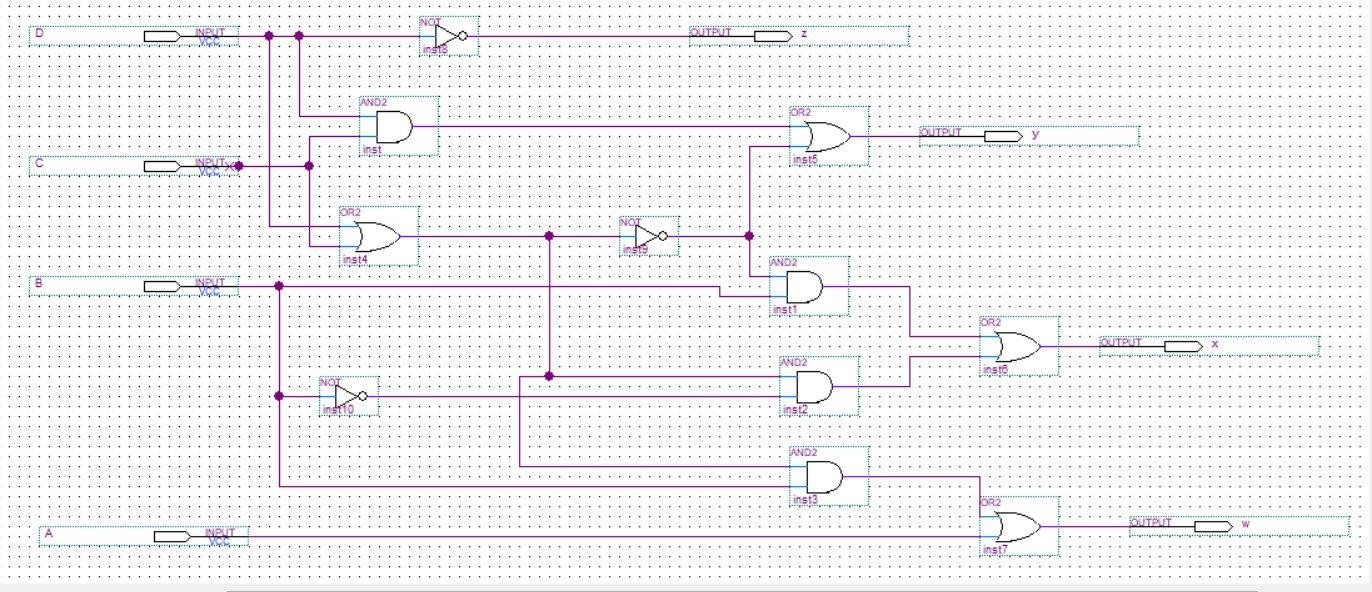 NOT
D INPUT VCC OUTPUT z
inst8
AND2
OR2
OUTPUT y
inst
inst5
C INPUT VCC
OR2
NOT
inst9
inst4
AND2
B INPUT VCC
inst1
OR2
OUTPUT x
AND2
inst6
NOT
inst10
inst2
AND2
inst3
OR2
A INPUT VCC
OUTPUT w
inst7